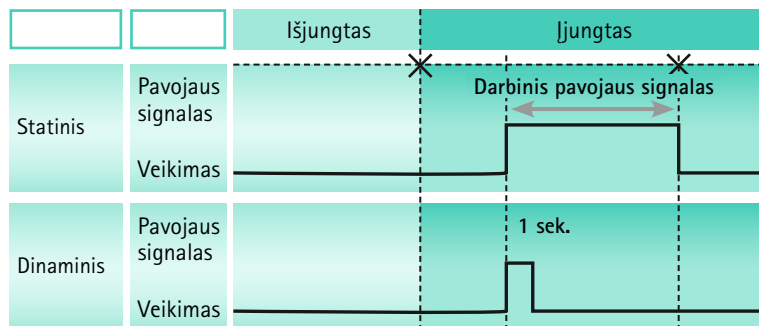 Išjungtas
Įjungtas
Darbinis pavojaus signalas
Statinis
Pavojaus
signalas
Veikimas
1 sek.
Dinaminis
Pavojaus
signalas
Veikimas